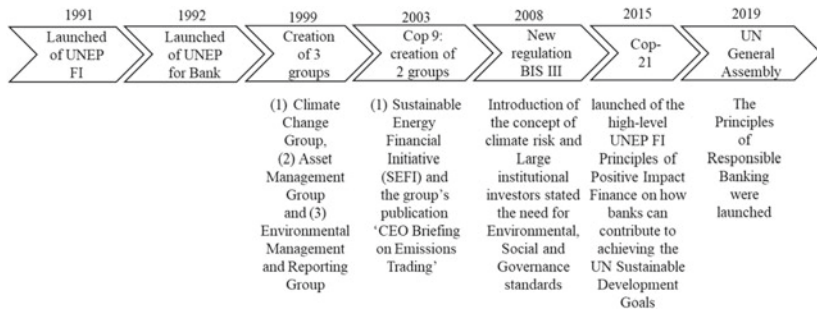 1991
Launched
of UNEP
FI
1992
Launched
of UNEP
for Bank
1999
Creation
of 3
groups
(1) Climate
Change
Group,
(2) Asset
Management
Group
and (3)
Environmental
Management
and Reporting
Group
2003
Cop 9:
creation of
2 groups
(1) Sustainable
Energy
Financial
Initiative
(SEFI) and
the group's
publication
'CEO Briefing
on Emissions
Trading'
2008
New
regulation
BIS III
Introduction of
the concept of
climate risk and
Large
institutional
investors stated
the need for
Environmental,
Social and
Governance
standards
2015
Cop-
21
launched of the
high-level
UNEP FI
Principles of
Positive Impact
Finance on how
banks can
contribute to
achieving the
UN Sustainable
Development
Goals
2019
UN
General
Assembly
The
Principles
of
Responsible
Banking
were
launched